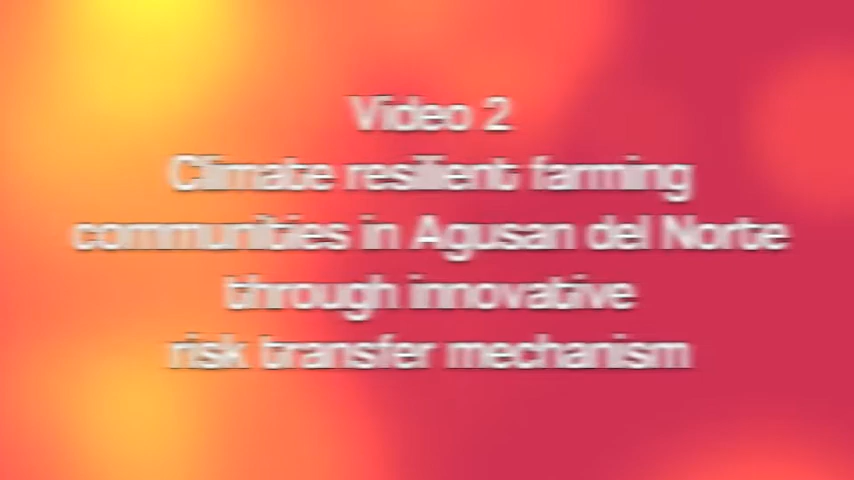 Video 2
Climate resilient farming
communities in Agusan del Norte
through innovative
risk transfer mechanism